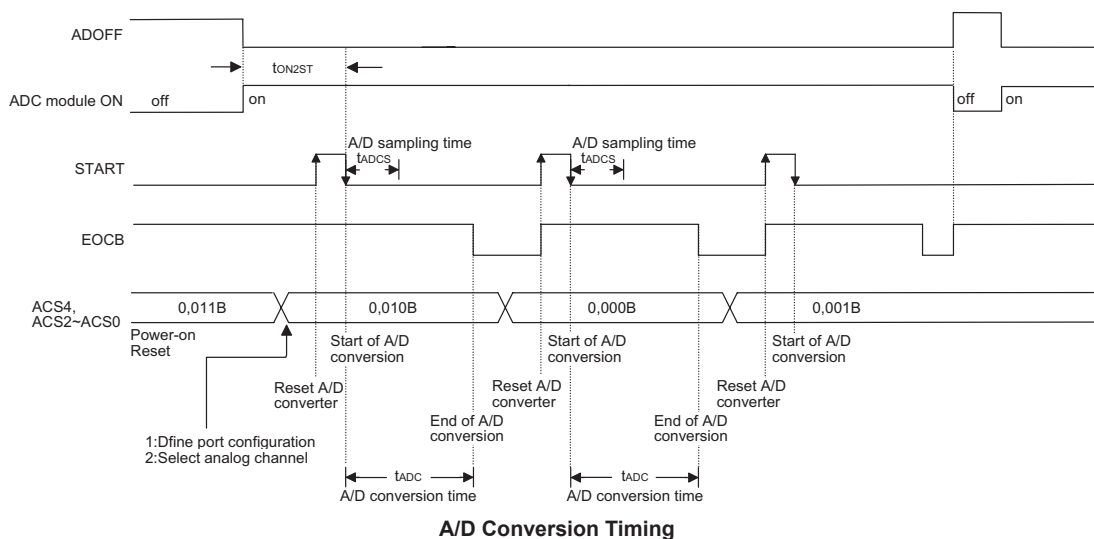 ADOFF
tON2ST
ADC module ON
off
on
off
on
A/D sampling time
tADCS
A/D sampling time
tADCS
START
EOCB
ACS4,
ACS2~ACS0
0,011B
0,010B
0,000B
0,001B
Power-on
Reset
Start of A/D
conversion
Start of A/D
conversion
Start of A/D
conversion
Reset A/D
converter
Reset A/D
converter
Reset A/D
converter
End of A/D
conversion
End of A/D
conversion
1:Dfine port configuration
2:Select analog channel
tADC
A/D conversion time
tADC
A/D conversion time
A/D Conversion Timing